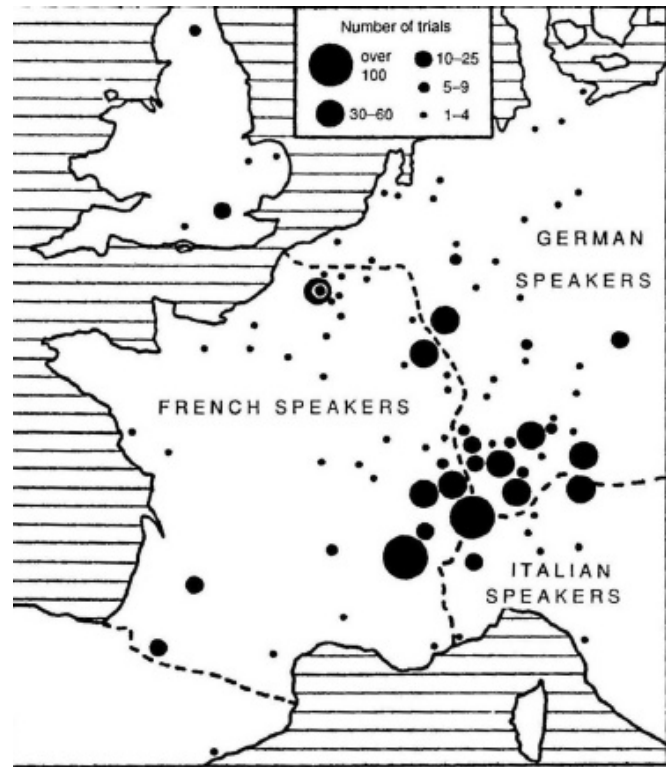 Number of trials
over
100
10–25
5–9
30–60
1–4
GERMAN
SPEAKERS
FRENCH SPEAKERS
ITALIAN
SPEAKERS